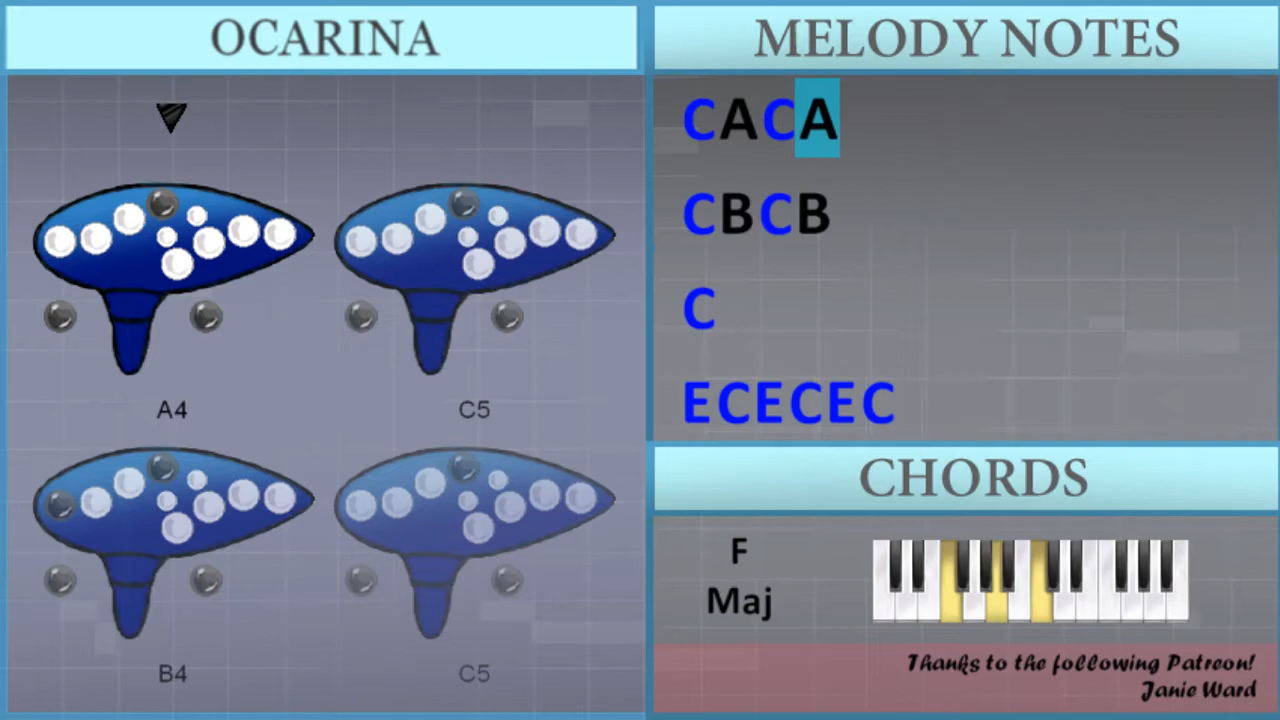 OCARINA
A4
C5
B4
C5
MELODY NOTES
CACA
CBCB
C
ECECEC
CHORDS
F
Maj
Thanks to the following Patreon!
Janie Ward